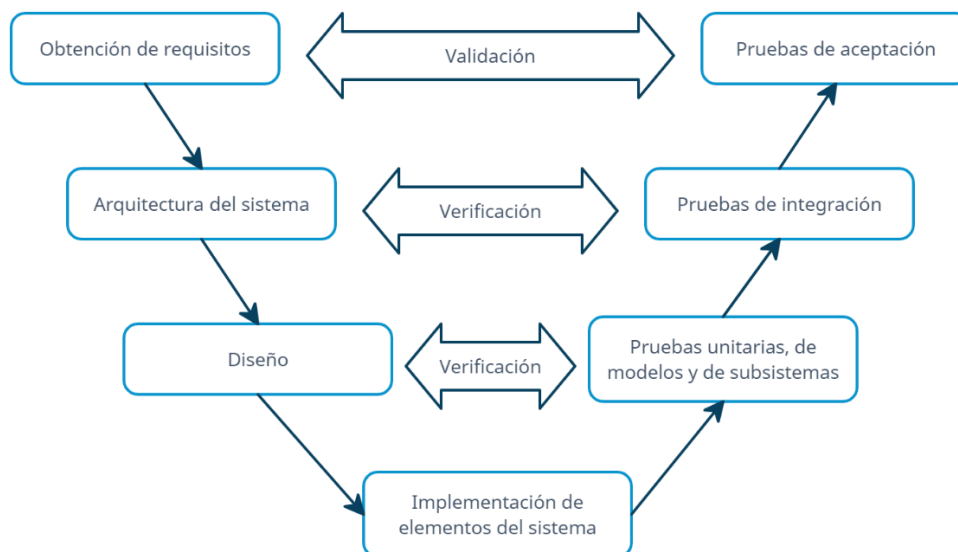 Obtención de requisitos
Validación
Pruebas de aceptación
Arquitectura del sistema
Verificación
Pruebas de integración
Diseño
Verificación
Pruebas unitarias, de
modelos y de subsistemas
Implementación de
elementos del sistema